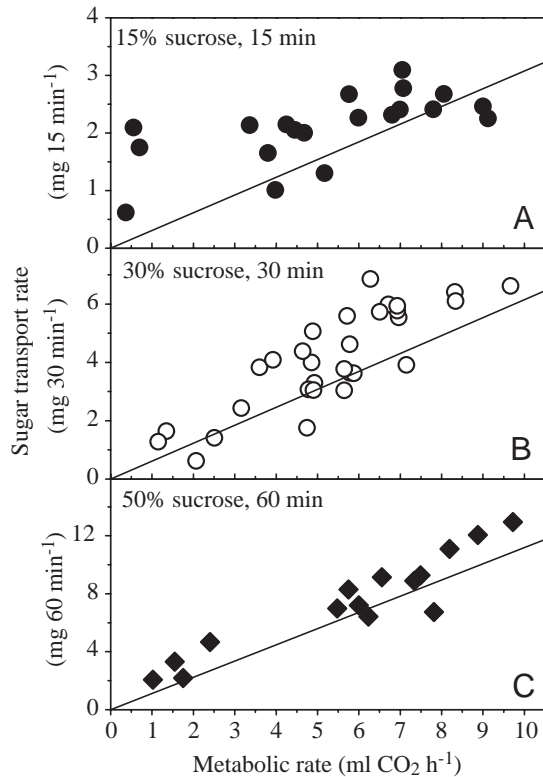 4
15% sucrose, 15 min
3
2
1
0
(mg 15 min-1)
A
30% sucrose, 30 min
6
4
2
0
Sugar transport rate
(mg 30 min-1)
B
50% sucrose, 60 min
12
8
4
0
(mg 60 min-1)
C
0 1 2 3 4 5 6 7 8 9 10
Metabolic rate (ml CO2 h-1)